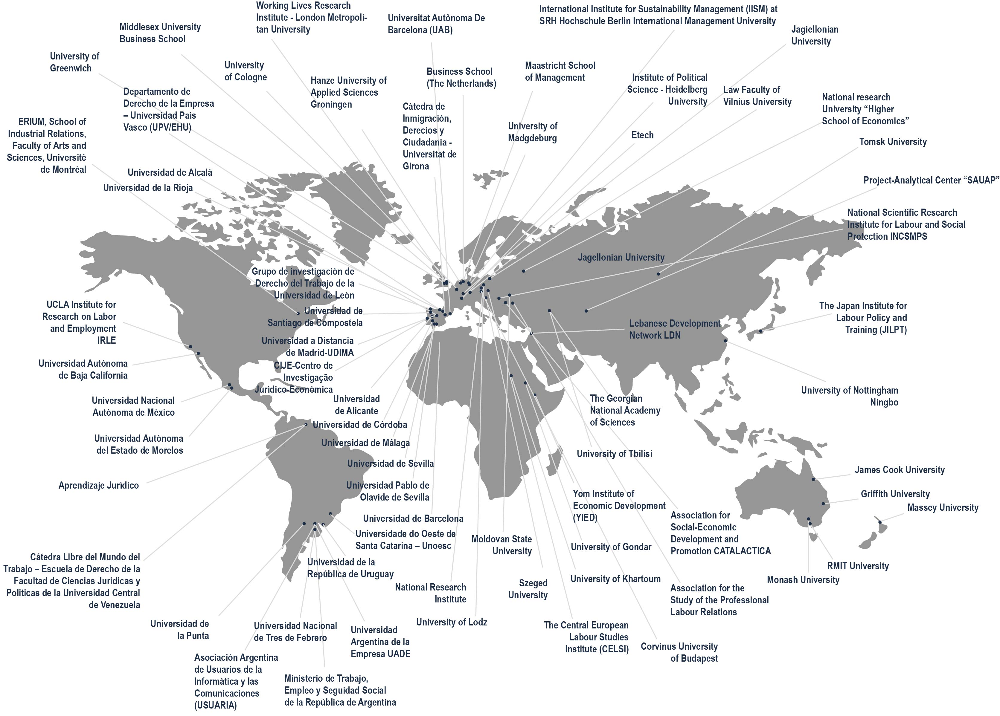 Working Lives Research
Institute - London Metropoli-
tan University
International Institute for Sustainability Management (IISM) at
SRH Hochschule Berlin International Management University
Universitat Autònoma De
Barcelona (UAB)
Middlesex University
Business School
Jagiellonian
University
University of
Greenwich
University
of Cologne
Business School
(The Netherlands)
Maastricht School
of Management
Hanze University of
Applied Sciences
Groningen
Institute of Political
Science - Heidelberg
University
Law Faculty of
Vilnius University
Departamento de
Derecho de la Empresa
– Universidad País
Vasco (UPV/EHU)
National research
University “Higher
School of Economics”
Cátedra de
Inmigración,
Derecios y
Ciudadania -
Universitat de
Girona
ERIUM, School of
Industrial Relations,
Faculty of Arts and
Sciences, Université
de Montréal
University of
Madgdeburg
Etech
Tomsk University
Universidad de Alcalá
Universidad de la Rioja
Project-Analytical Center “SAUAP”
National Scientific Research
Institute for Labour and Social
Protection INCSMPS
Jagellonian University
Grupo de investigación de
Derecho del Trabajo de la
Universidad de León
UCLA Institute for
Research on Labor
and Employment
IRLE
Universidad de
Santiago de Compostela
The Japan Institute for
Labour Policy and
Training (JILPT)
Lebanese Development
Network LDN
Universidad a Distancia
de Madrid-UDIMA
Universidad Autónoma
de Baja California
CIJE-Centro de
Investigação
Jurídico-Económica
University of Nottingham
Ningbo
Universidad
de Alicante
The Georgian
National Academy
of Sciences
Universidad Nacional
Autónoma de México
Universidad de Córdoba
Universidad Autónoma
del Estado de Morelos
Universidad de Málaga
University of Tbilisi
Universidad de Sevilla
James Cook University
Aprendizaje Jurídico
Universidad Pablo de
Olavide de Sevilla
Yom Institute of
Economic Development
(YIED)
Griffith University
Massey University
Universidad de Barcelona
Association for
Social-Economic
Development and
Promotion CATALACTICA
Universidade do Oeste de
Santa Catarina – Unoesc
Moldovan State
University
University of Gondar
Cátedra Libre del Mundo del
Trabajo – Escuela de Derecho de la
Facultad de Ciencias Juridicas y
Politicas de la Universidad Central
de Venezuela
Universidad de la
República de Uruguay
RMIT University
Monash University
University of Khartoum
Szeged
University
National Research
Institute
Association for the
Study of the Professional
Labour Relations
University of Lodz
Universidad de
la Punta
Universidad Nacional
de Tres de Febrero
Universidad
Argentina de la
Empresa UADE
The Central European
Labour Studies
Institute (CELSI)
Corvinus University
of Budapest
Asociación Argentina
de Usuarios de la
Informática y las
Comunicaciones
(USUARIA)
Ministerio de Trabajo,
Empleo y Seguidad Social
de la Repùblica de Argentina